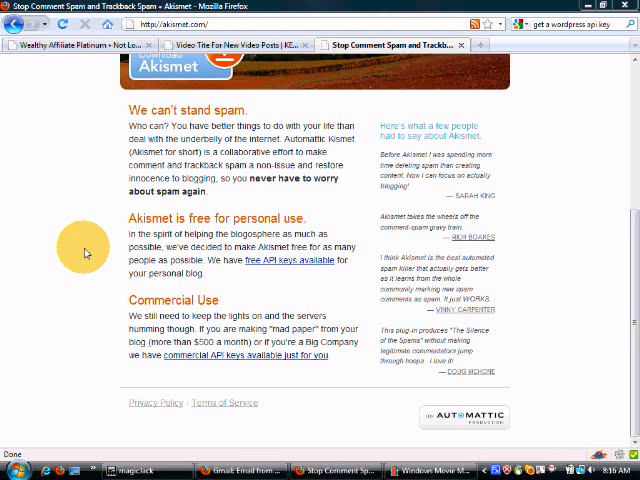 Stop Comment Spam and Trackback Spam « Akismet - Mozilla Firefox
http://akismet.com/
get a wordpress api key
Wealthy Affiliate Platinum • Not Le...
Video Tite For New Video Posts | KE...
Stop Comment Spam and Trackb...
Download
Akismet
We can't stand spam.
Who can? You have better things to do with your life than
deal with the underbelly of the internet. Automattic Kismet
(Akismet for short) is a collaborative effort to make
comment and trackback spam a non-issue and restore
innocence to blogging, so you never have to worry
about spam again.
Akismet is free for personal use.
In the spirit of helping the blogosphere as much as
possible, we've decided to make Akismet free for as many
people as possible. We have free API keys available for
your personal blog.
Commercial Use
We still need to keep the lights on and the servers
humming though. If you are making "mad paper" from your
blog (more than $500 a month) or if you're a Big Company
we have commercial API keys available just for you
Here's what a few people
had to say about Akismet.
Before Akismet I was spending more
time deleting spam than creating
content. Now I can focus on actually
blogging!
— SARAH KING
Akismet takes the wheels off the
comment-spam gravy train.
— RICH BOAKES
I think Akismet is the best automated
spam killer that actually gets better
as it learns from the whole
community marking new spam
comments as spam. It just WORKS.
— VINNY CARPENTER
This plug-in produces "The Silence
of the Spams" without making
legitimate commentators jump
through hoops. I love it!
— DOUG MCHONE
Privacy Policy - Terms of Service
AN AUTOMATTIC
PRODUCTION
Done
magicJack
Gmail: Email from ...
Stop Comment Sp...
Windows Movie M...
8:16 AM